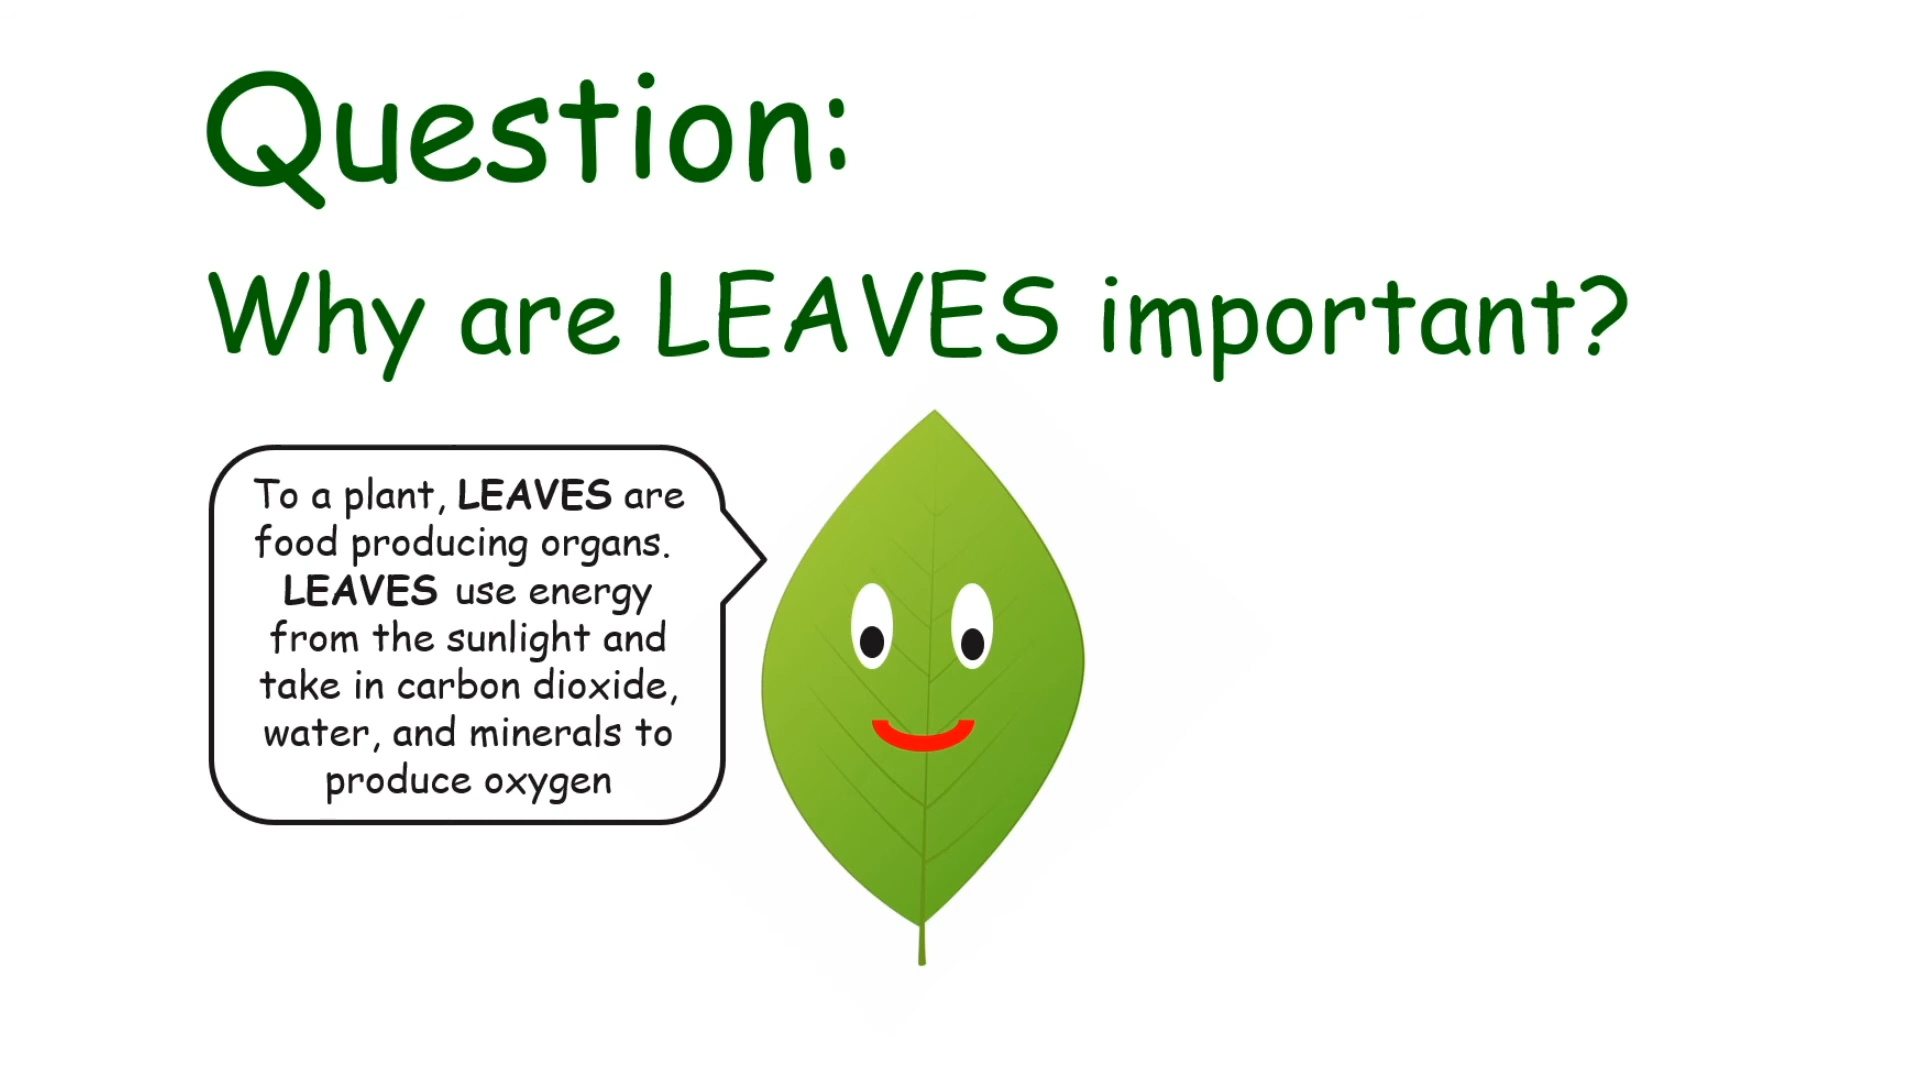 Question:
Why are LEAVES important?
To a plant, LEAVES are
food producing organs.
LEAVES use energy
from the sunlight and
take in carbon dioxide,
water, and minerals to
produce oxygen